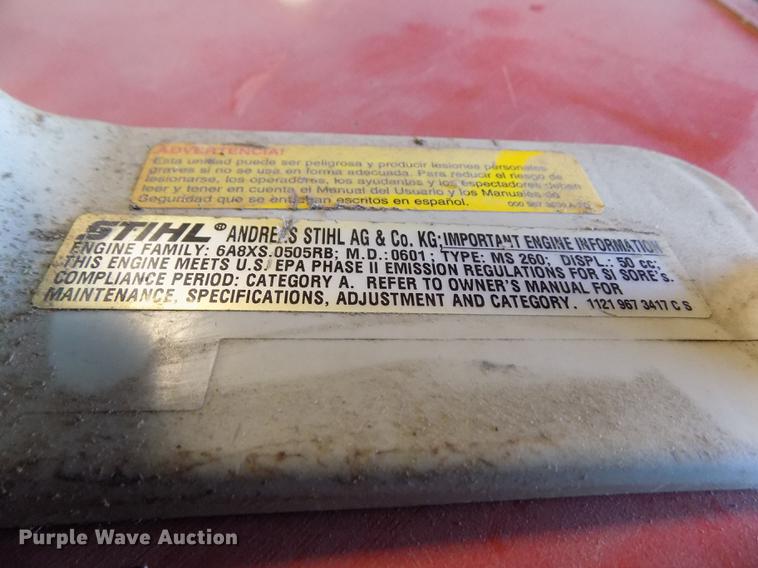 ADVERTENCIA!
Esta unidad puede ser peligrosa y producir lesiones personales
graves si no se usa en forma adecuada. Para reducir el riesgo de
lesionarse, los operadores, los ayudantes y los espectadores deben
leer y tener en cuenta el Manual del Usuario y los Manuales de
Seguridad que se encuentran escritos en español.
STIHL® ANDREAS STIHL AG & Co. KG; IMPORTANT ENGINE INFORMATION
ENGINE FAMILY: 6A8XS.0505RB; M.D.:0601; TYPE: MS 260; DISPL.: 50 cc;
THIS ENGINE MEETS U.S. EPA PHASE II EMISSION REGULATIONS FOR SI SORE'S.
COMPLIANCE PERIOD: CATEGORY A. REFER TO OWNER'S MANUAL FOR
MAINTENANCE, SPECIFICATIONS, ADJUSTMENT AND CATEGORY. 1121 967 3417 C S
Purple Wave Auction